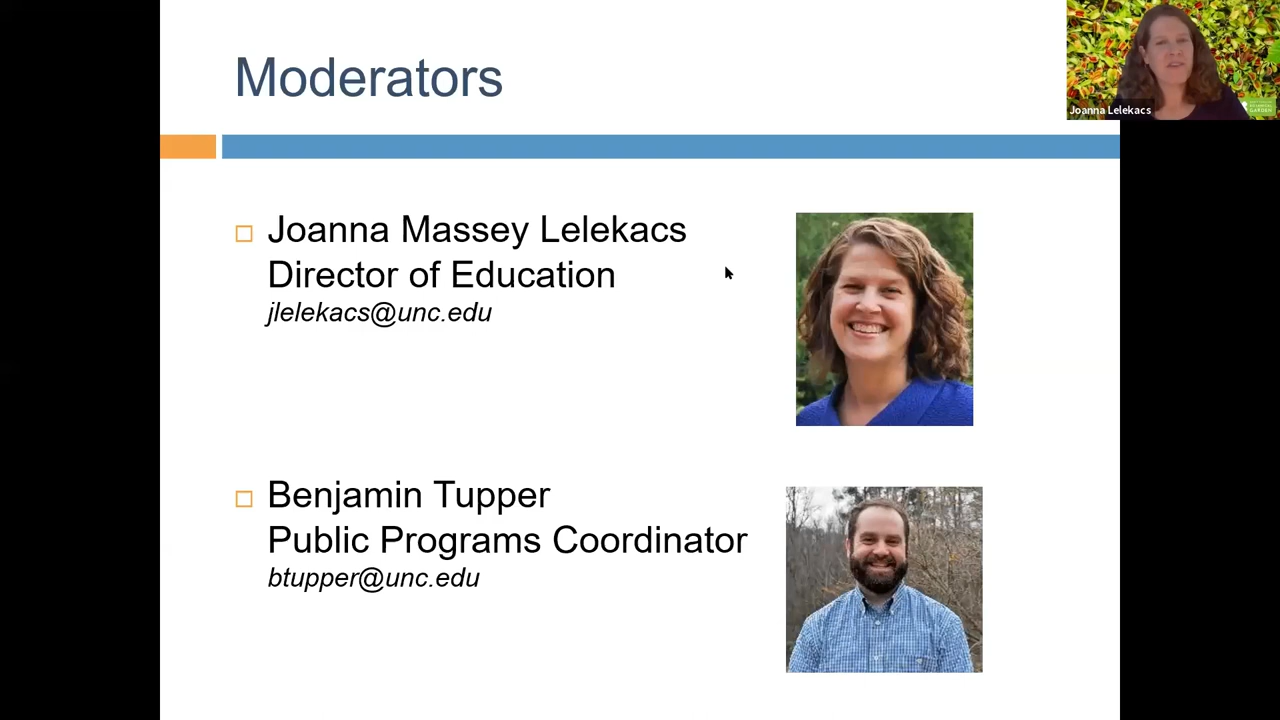 Moderators
Joanna Lelekacs
GARDEN
Joanna Massey Lelekacs
Director of Education
jlelekacs@unc.edu
Benjamin Tupper
Public Programs Coordinator
btupper@unc.edu